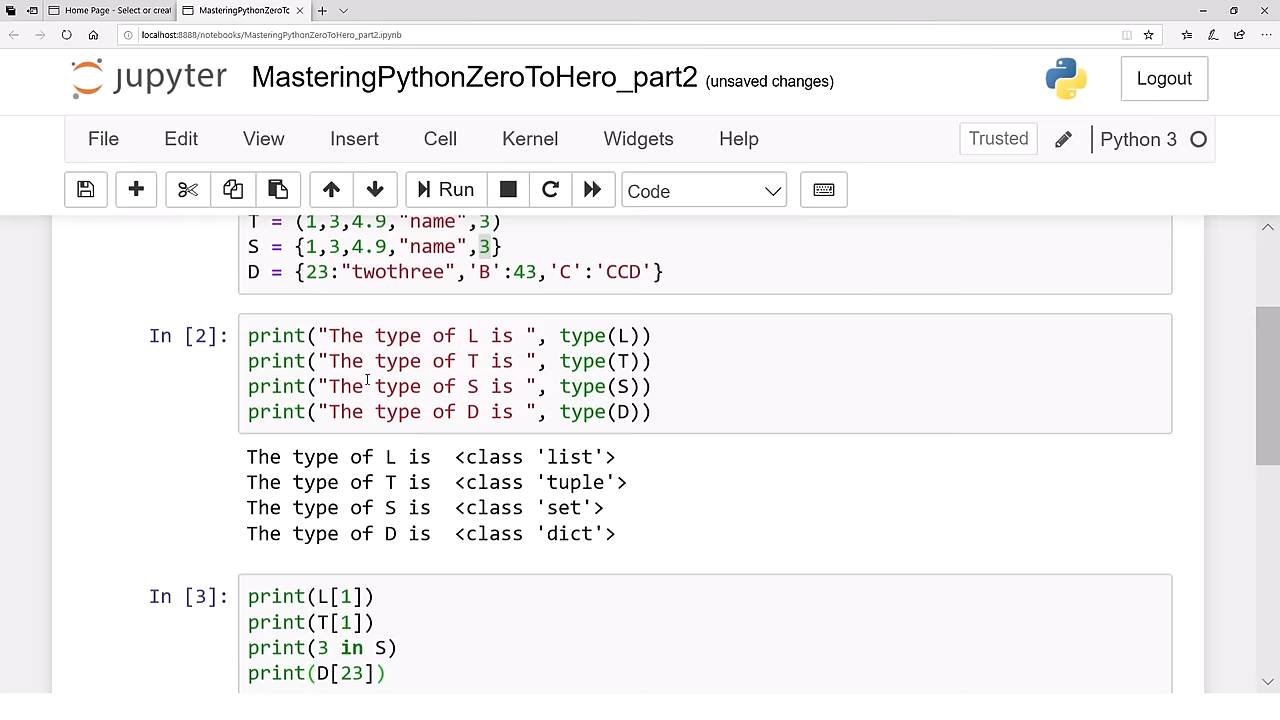 Home Page - Select or creat
MasteringPythonZeroTo
localhost:8888/notebooks/MasteringPythonZeroToHero_part2.ipynb
jupyter MasteringPythonZeroToHero_part2 (unsaved changes)
Logout
File Edit View Insert Cell Kernel Widgets Help
Trusted
Python 3
Run
Code
T = (1,3,4.9,"name",3)
S = {1,3,4.9,"name",3}
D = {23:"twothree",'B':43,'C':'CCD'}
In [2]:
print("The type of L is ", type(L))
print("The type of T is ", type(T))
print("The type of S is ", type(S))
print("The type of D is ", type(D))
The type of L is  <class 'list'>
The type of T is  <class 'tuple'>
The type of S is  <class 'set'>
The type of D is  <class 'dict'>
In [3]:
print(L[1])
print(T[1])
print(3 in S)
print(D[23])